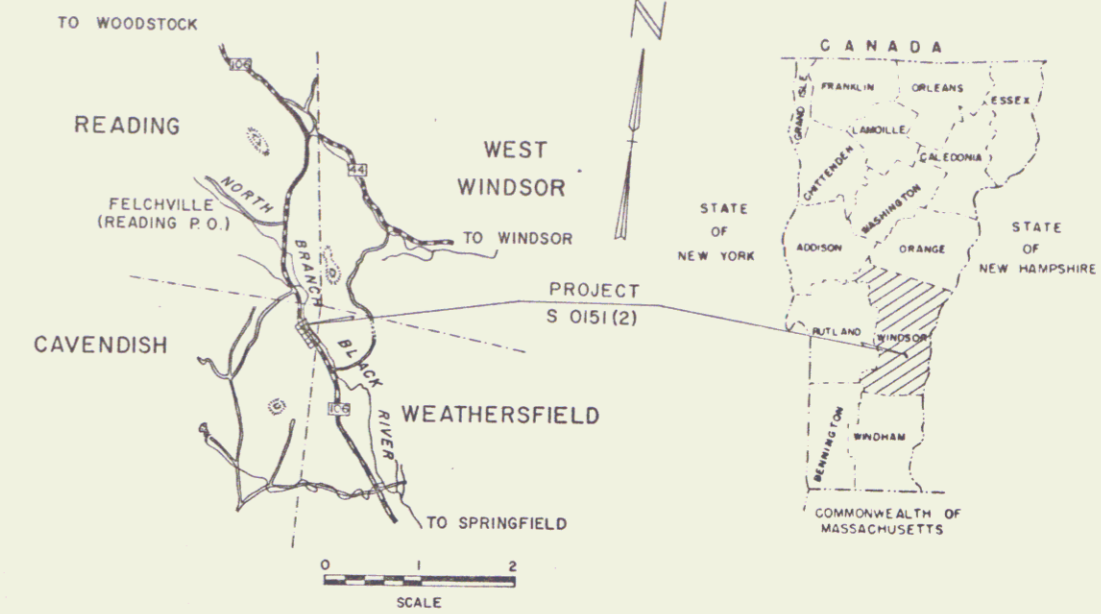 TO WOODSTOCK
106
READING
NORTH
FELCHVILLE
(READING P.O.)
WEST
WINDSOR
44
TO WINDSOR
BRANCH
PROJECT
S 0151(2)
CAVENDISH
BLACK
RIVER
106
WEATHERSFIELD
TO SPRINGFIELD
0 1 2
SCALE
N
CANADA
GRAND ISLE
FRANKLIN
ORLEANS
ESSEX
LAMOILLE
CHITTENDEN
CALEDONIA
WASHINGTON
STATE
OF
NEW YORK
ADDISON
ORANGE
STATE
OF
NEW HAMPSHIRE
RUTLAND
WINDSOR
BENNINGTON
WINDHAM
COMMONWEALTH OF
MASSACHUSETTS